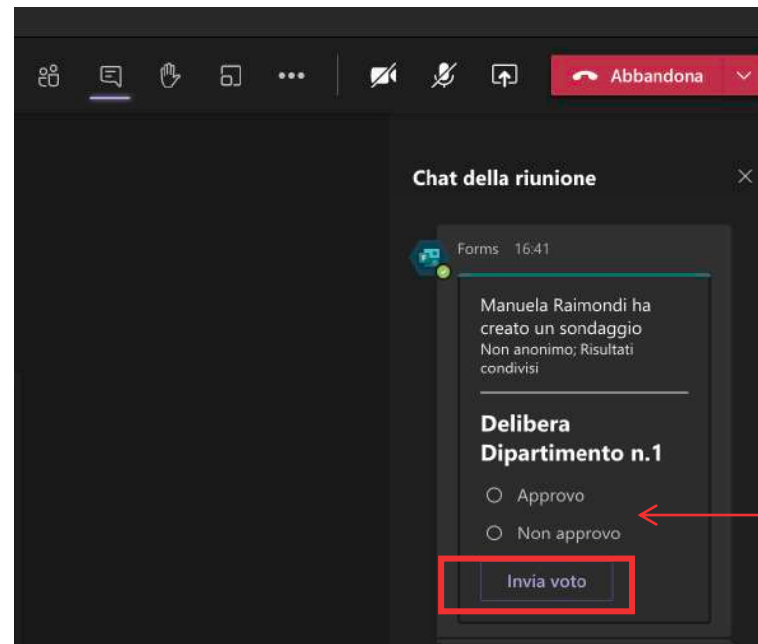 Abbandona
Chat della riunione
Forms 16:41
Manuela Raimondi ha
creato un sondaggio
Non anonimo; Risultati
condivisi
Delibera
Dipartimento n.1
Approvo
Non approvo
Invia voto